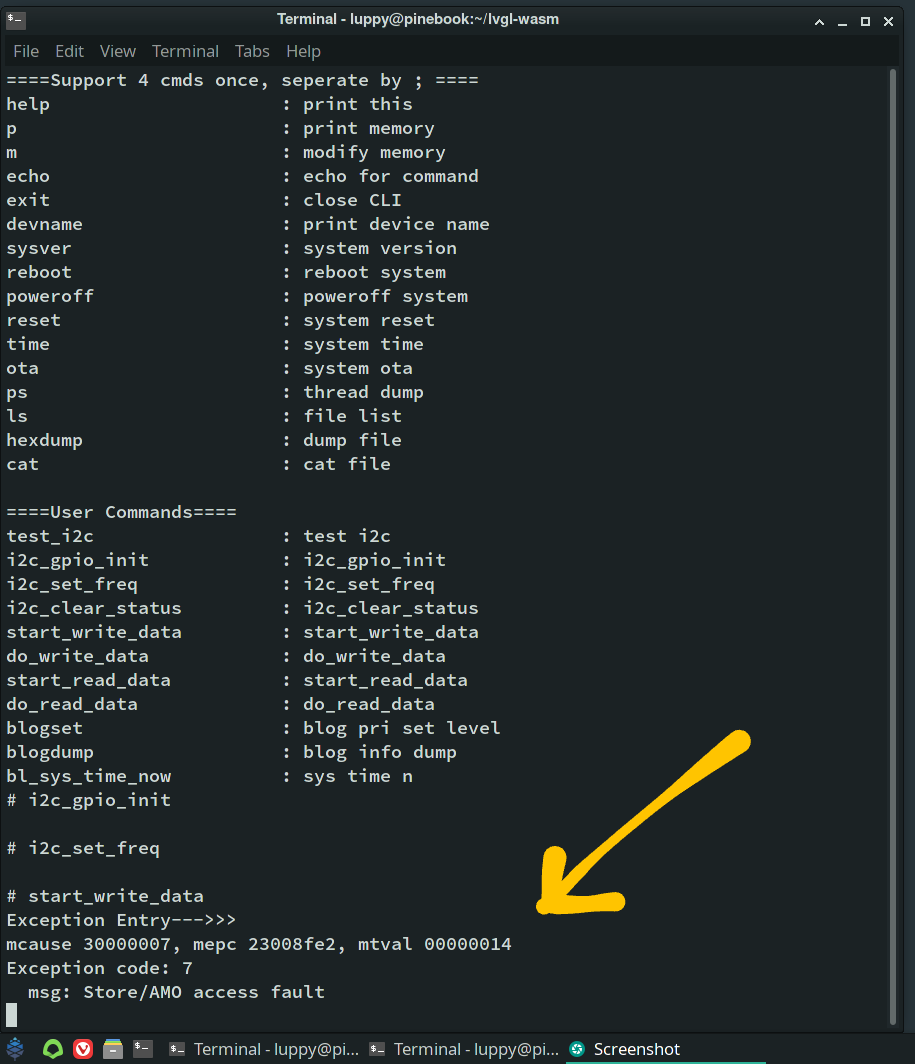 Terminal - luppy@pinebook:~/lvgl-wasm
File Edit View Terminal Tabs Help
====Support 4 cmds once, seperate by ; ====
help : print this
p : print memory
m : modify memory
echo : echo for command
exit : close CLI
devname : print device name
sysver : system version
reboot : reboot system
poweroff : poweroff system
reset : system reset
time : system time
ota : system ota
ps : thread dump
ls : file list
hexdump : dump file
cat : cat file
====User Commands====
test_i2c : test i2c
i2c_gpio_init : i2c_gpio_init
i2c_set_freq : i2c_set_freq
i2c_clear_status : i2c_clear_status
start_write_data : start_write_data
do_write_data : do_write_data
start_read_data : start_read_data
do_read_data : do_read_data
blogset : blog pri set level
blogdump : blog info dump
bl_sys_time_now : sys time n
# i2c_gpio_init
# i2c_set_freq
# start_write_data
Exception Entry--->>>
mcause 30000007, mepc 23008fe2, mtval 00000014
Exception code: 7
msg: Store/AMO access fault
Terminal - luppy@pi... Terminal - luppy@pi... Screenshot